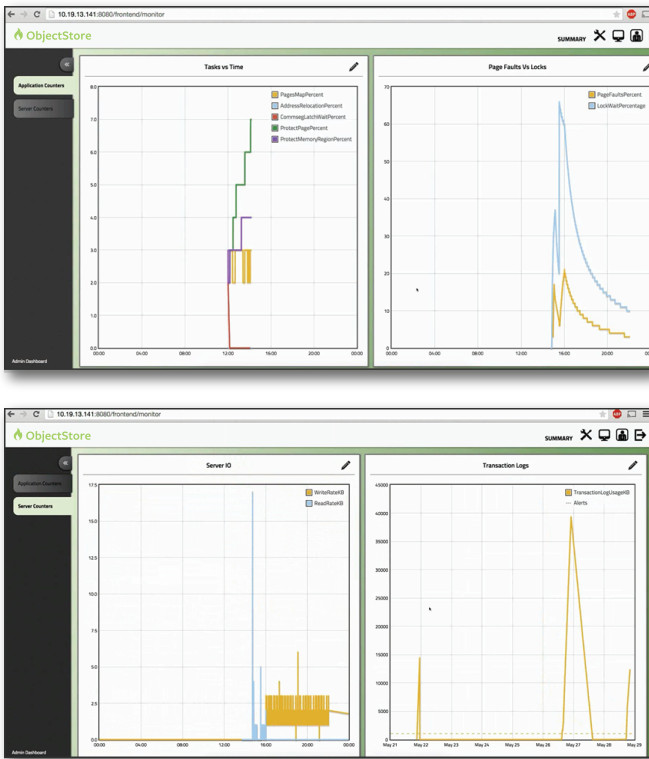 10.19.13.141:8080/frontend/monitor
ObjectStore
SUMMARY
Application Counters
Server Counters
Admin Dashboard
Tasks vs Time
8.0
7.0
6.0
5.0
4.0
3.0
2.0
1.0
0.0
00:00 04:00 08:00 12:00 16:00 20:00 00:00
PagesMapPercent
AddressRelocationPercent
CommsegLatchWaitPercent
ProtectPagePercent
ProtectMemoryRegionPercent
Page Faults Vs Locks
70
60
50
40
30
20
10
0
00:00 04:00 08:00 12:00 16:00 20:00
PageFaultsPercent
LockWaitPercentage
10.19.13.141:8080/frontend/monitor
ObjectStore
SUMMARY
Application Counters
Server Counters
Admin Dashboard
Server IO
17.5
15.0
12.5
10.0
7.5
5.0
2.5
0.0
00:00 04:00 08:00 12:00 16:00 20:00 00:00
WriteRateKB
ReadRateKB
Transaction Logs
45000
40000
35000
30000
25000
20000
15000
10000
5000
0
May 21 May 22 May 23 May 24 May 25 May 26 May 27 May 28 May 29
TransactionLogUsageKB
Alerts